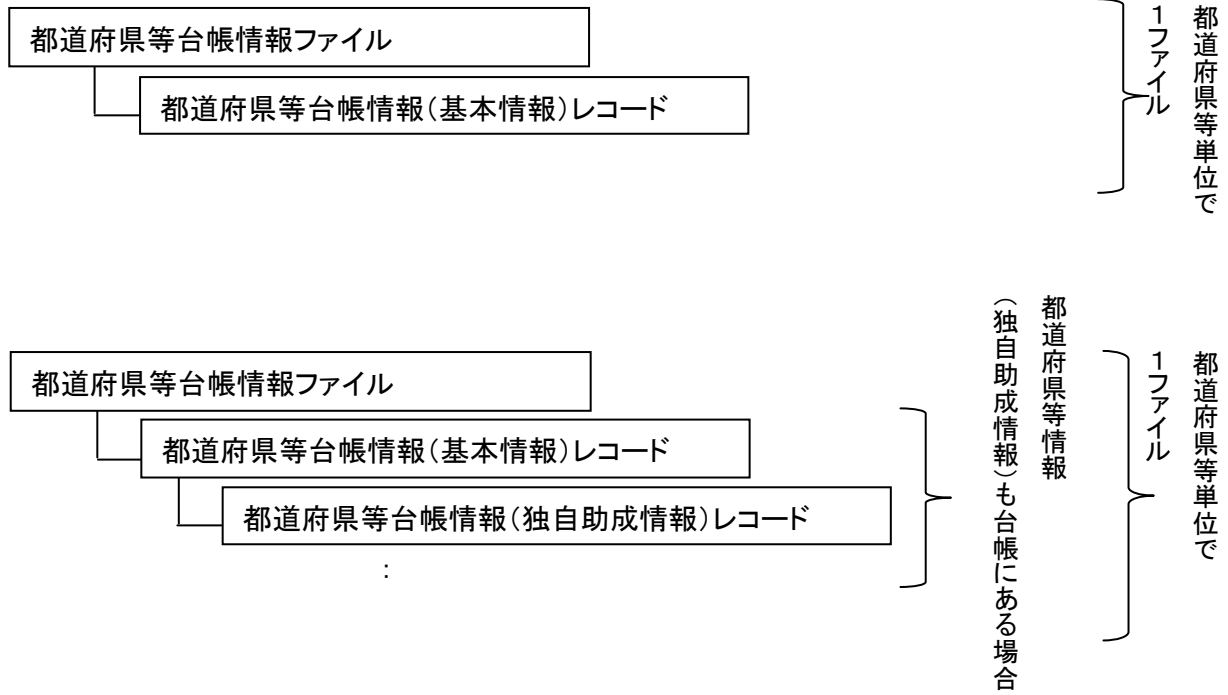 都道府県等台帳情報ファイル
都道府県等台帳情報(基本情報)レコード
都道府県等単位で
1ファイル
都道府県等台帳情報ファイル
都道府県等台帳情報(基本情報)レコード
都道府県等台帳情報(独自助成情報)レコード
:
都道府県等情報
(独自助成情報)も台帳にある場合
都道府県等単位で
1ファイル